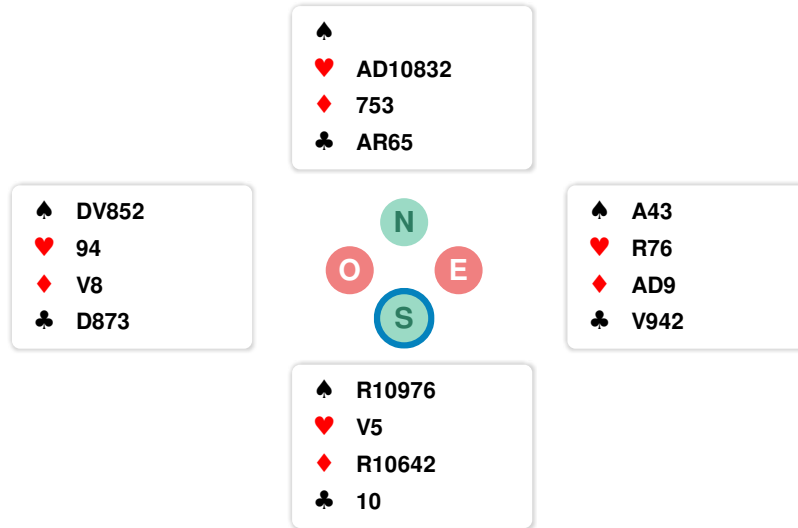 ♠
♥ AD10832
♦ 753
♣ AR65
♠ DV852
♥ 94
♦ V8
♣ D873
N
O E
S
♠ A43
♥ R76
♦ AD9
♣ V942
♠ R10976
♥ V5
♦ R10642
♣ 10